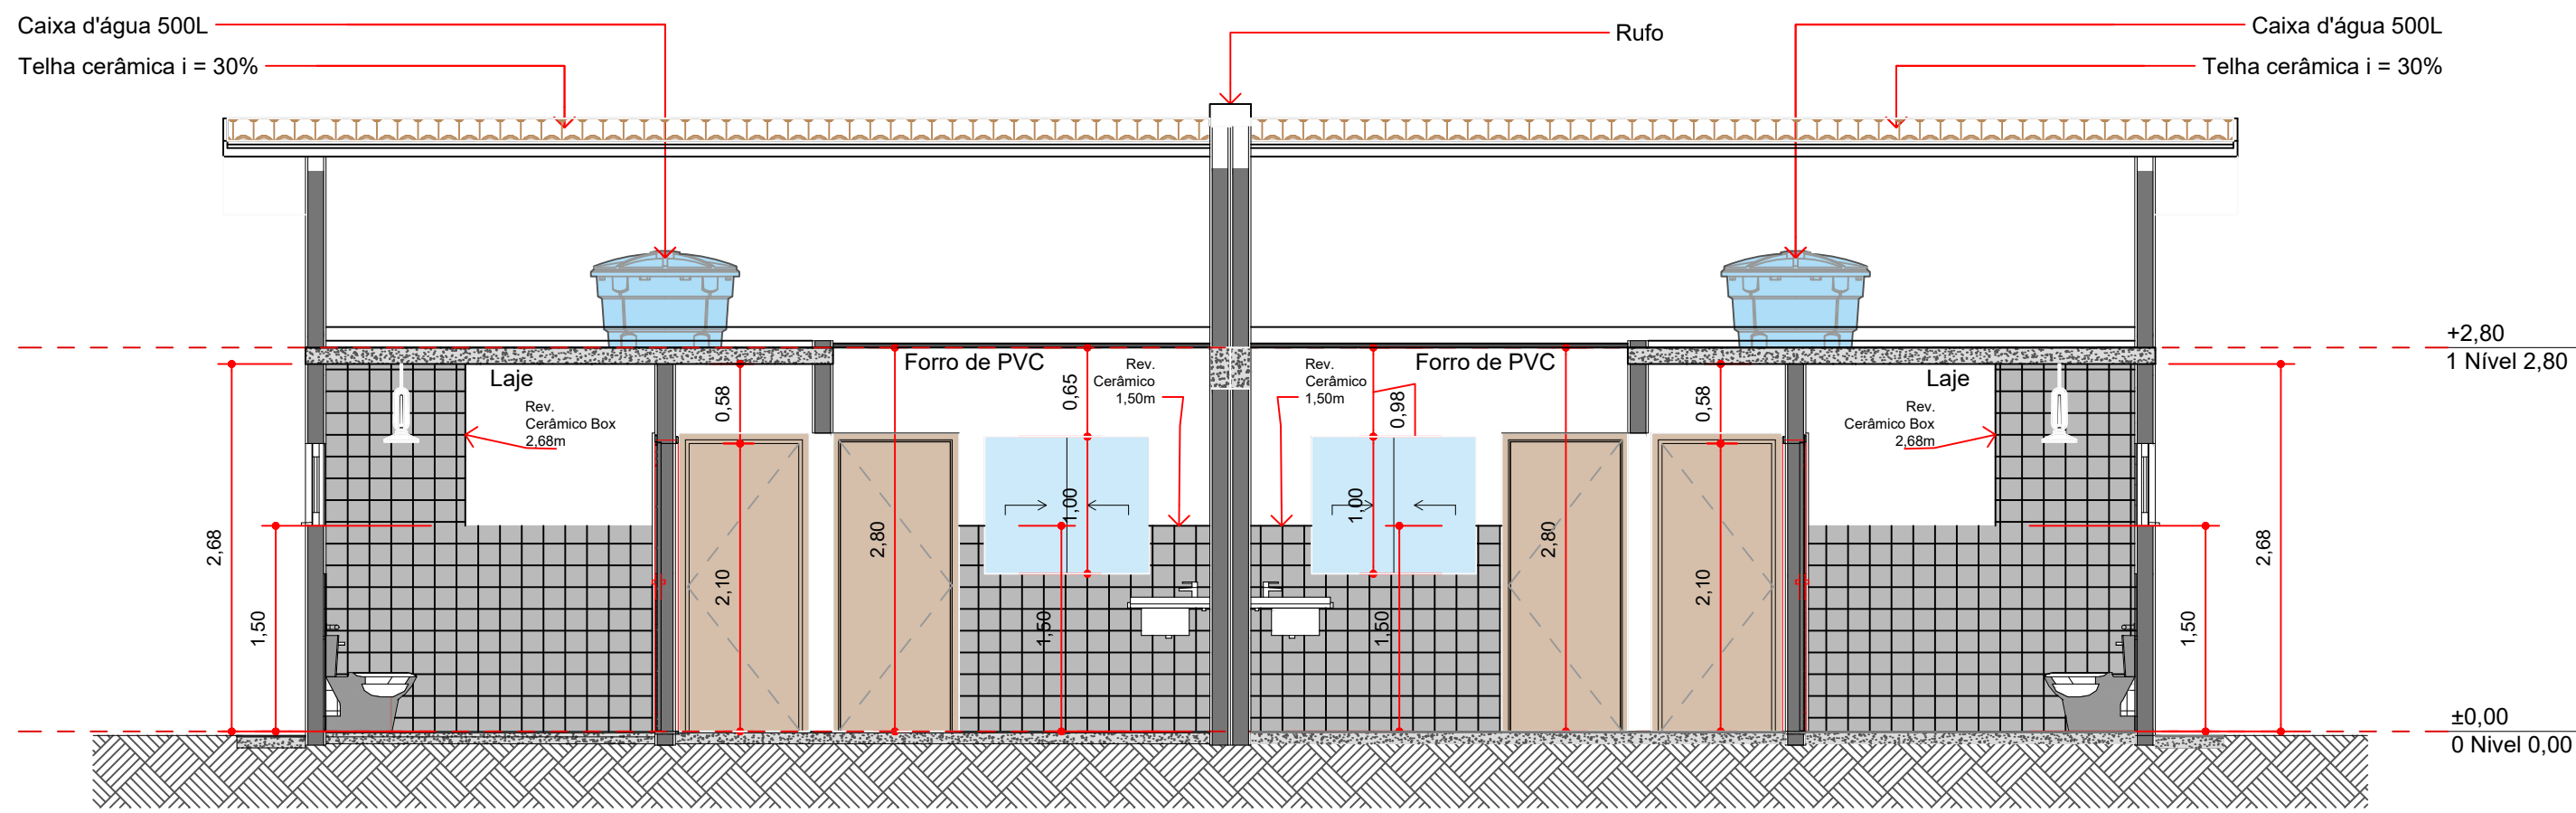 Caixa d'água 500L
Telha cerâmica i = 30%
Rufo
Caixa d'água 500L
Telha cerâmica i = 30%
+2,80
1 Nível 2,80
Laje
Rev.
Cerâmico Box
2,68m
0,58
Forro de PVC
0,65
Rev.
Cerâmico
1,50m
Rev.
Cerâmico
1,50m
0,98
Forro de PVC
0,58
Laje
Rev.
Cerâmico Box
2,68m
2,68
1,50
2,10
2,80
1,00
1,50
1,00
1,50
2,80
2,10
1,50
2,68
±0,00
0 Nivel 0,00